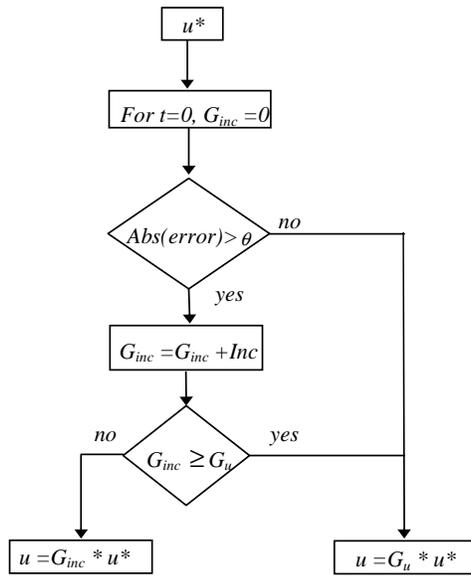 u*
For t=0, G_inc =0
Abs(error)> θ
no
yes
G_inc =G_inc +Inc
no
yes
G_inc ≥ G_u
u =G_inc * u*
u =G_u * u*